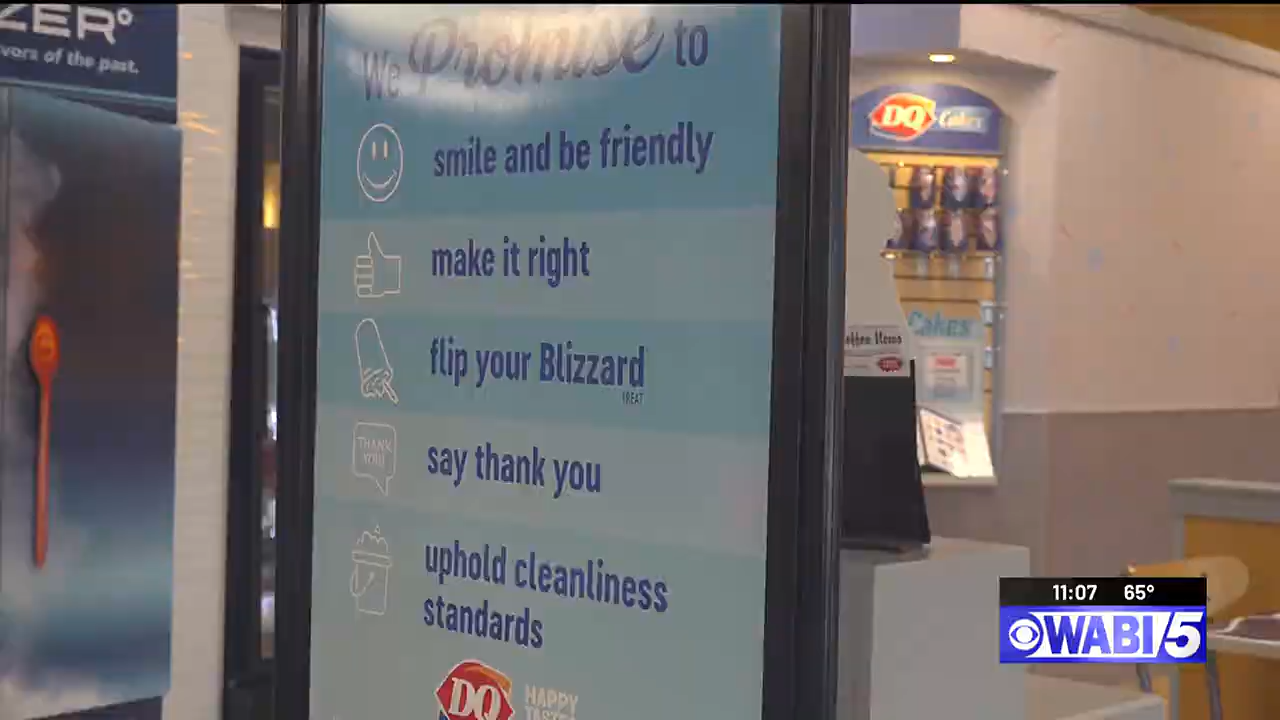 ZER°
vors of the past.
We Promise to
smile and be friendly
make it right
flip your Blizzard
TREAT
THANK
YOU!
say thank you
uphold cleanliness
standards
DQ
HAPPY
DQ Cakes
Cakes
11:07 65°
WABI 5